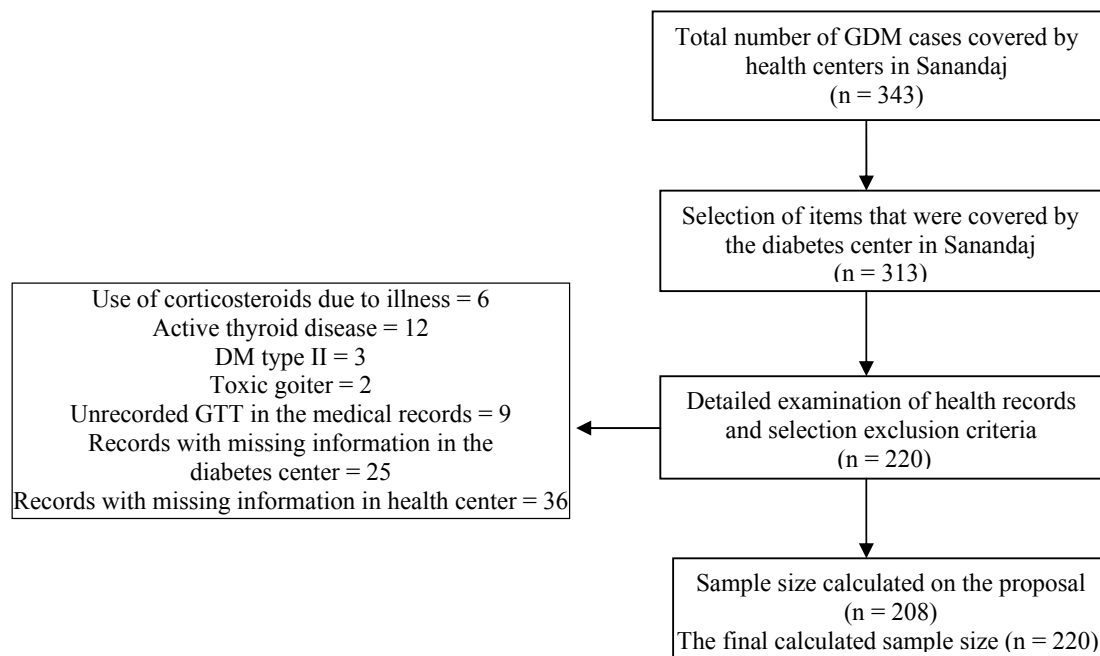 Total number of GDM cases covered by
health centers in Sanandaj
(n = 343)
Selection of items that were covered by
the diabetes center in Sanandaj
(n = 313)
Use of corticosteroids due to illness = 6
Active thyroid disease = 12
DM type II = 3
Toxic goiter = 2
Unrecorded GTT in the medical records = 9
Records with missing information in the
diabetes center = 25
Records with missing information in health center = 36
Detailed examination of health records
and selection exclusion criteria
(n = 220)
Sample size calculated on the proposal
(n = 208)
The final calculated sample size (n = 220)